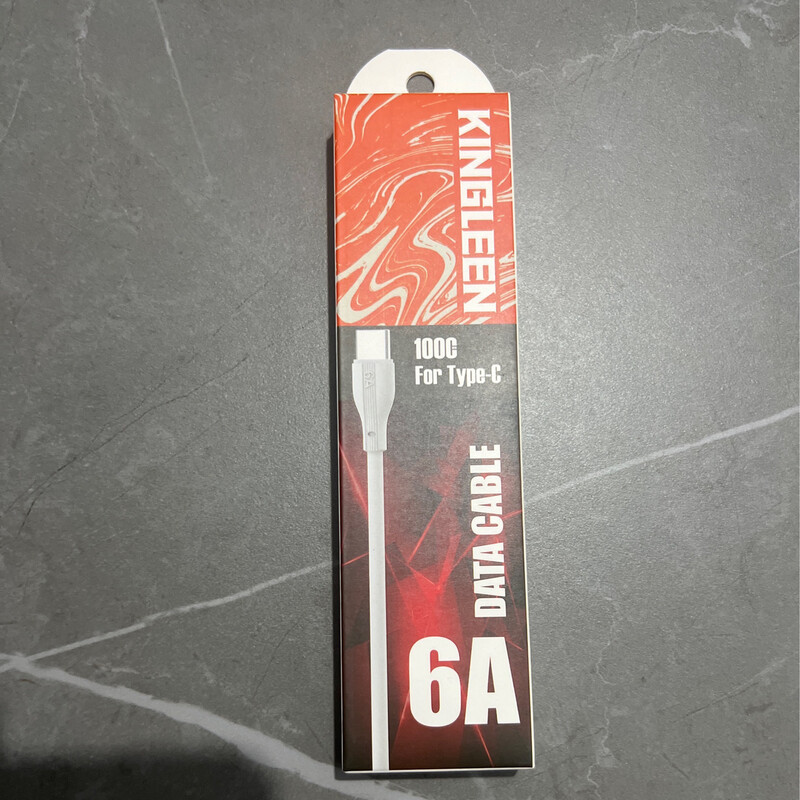 KINGLEEN
100C
For Type-C
DATA CABLE
6A